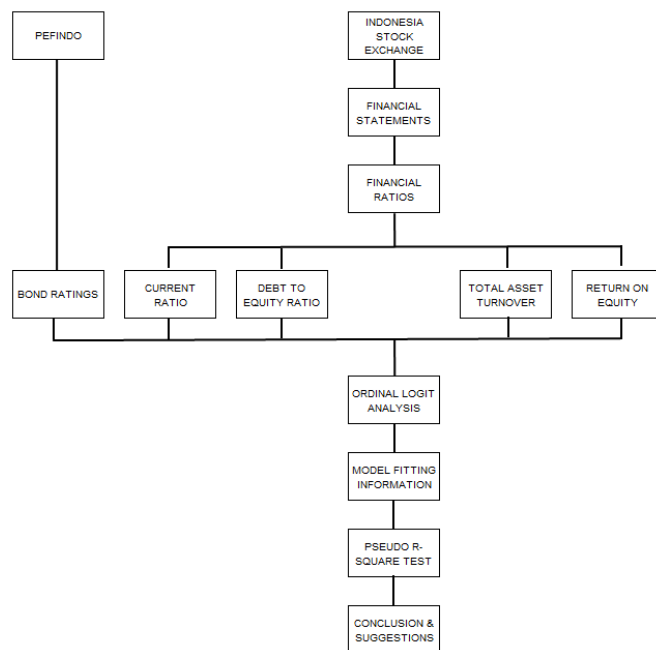 PEFINDO
INDONESIA
STOCK
EXCHANGE
FINANCIAL
STATEMENTS
FINANCIAL
RATIOS
BOND RATINGS
CURRENT
RATIO
DEBT TO
EQUITY RATIO
TOTAL ASSET
TURNOVER
RETURN ON
EQUITY
ORDINAL LOGIT
ANALYSIS
MODEL FITTING
INFORMATION
PSEUDO R-
SQUARE TEST
CONCLUSION &
SUGGESTIONS